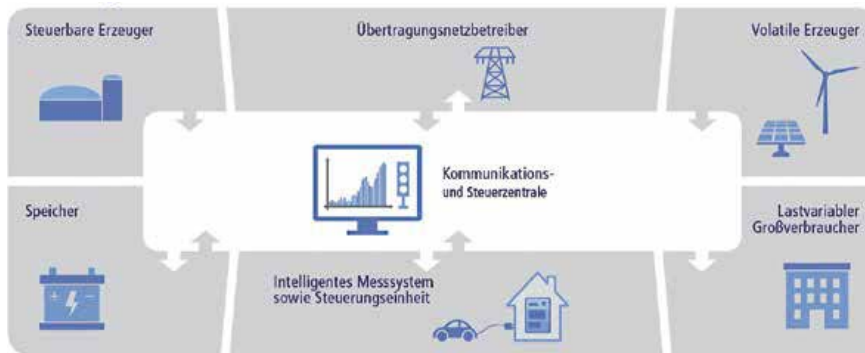 Steuerbare Erzeuger
Übertragungsnetzbetreiber
Volatile Erzeuger
Kommunikations-
und Steuerzentrale
Speicher
Lastvariabler
Großverbraucher
Intelligentes Messsystem
sowie Steuerungseinheit